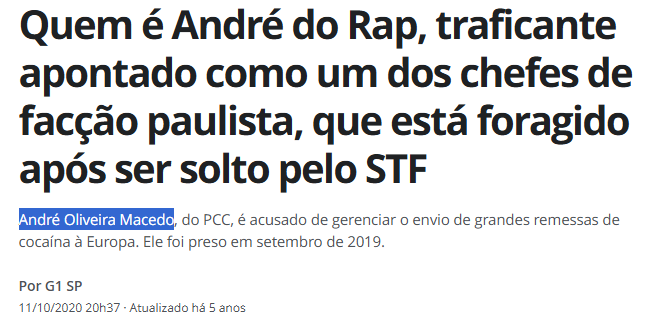 Quem é André do Rap, traficante
apontado como um dos chefes de
facção paulista, que está foragido
após ser solto pelo STF
André Oliveira Macedo, do PCC, é acusado de gerenciar o envio de grandes remessas de
cocaína à Europa. Ele foi preso em setembro de 2019.
Por G1 SP
11/10/2020 20h37 · Atualizado há 5 anos